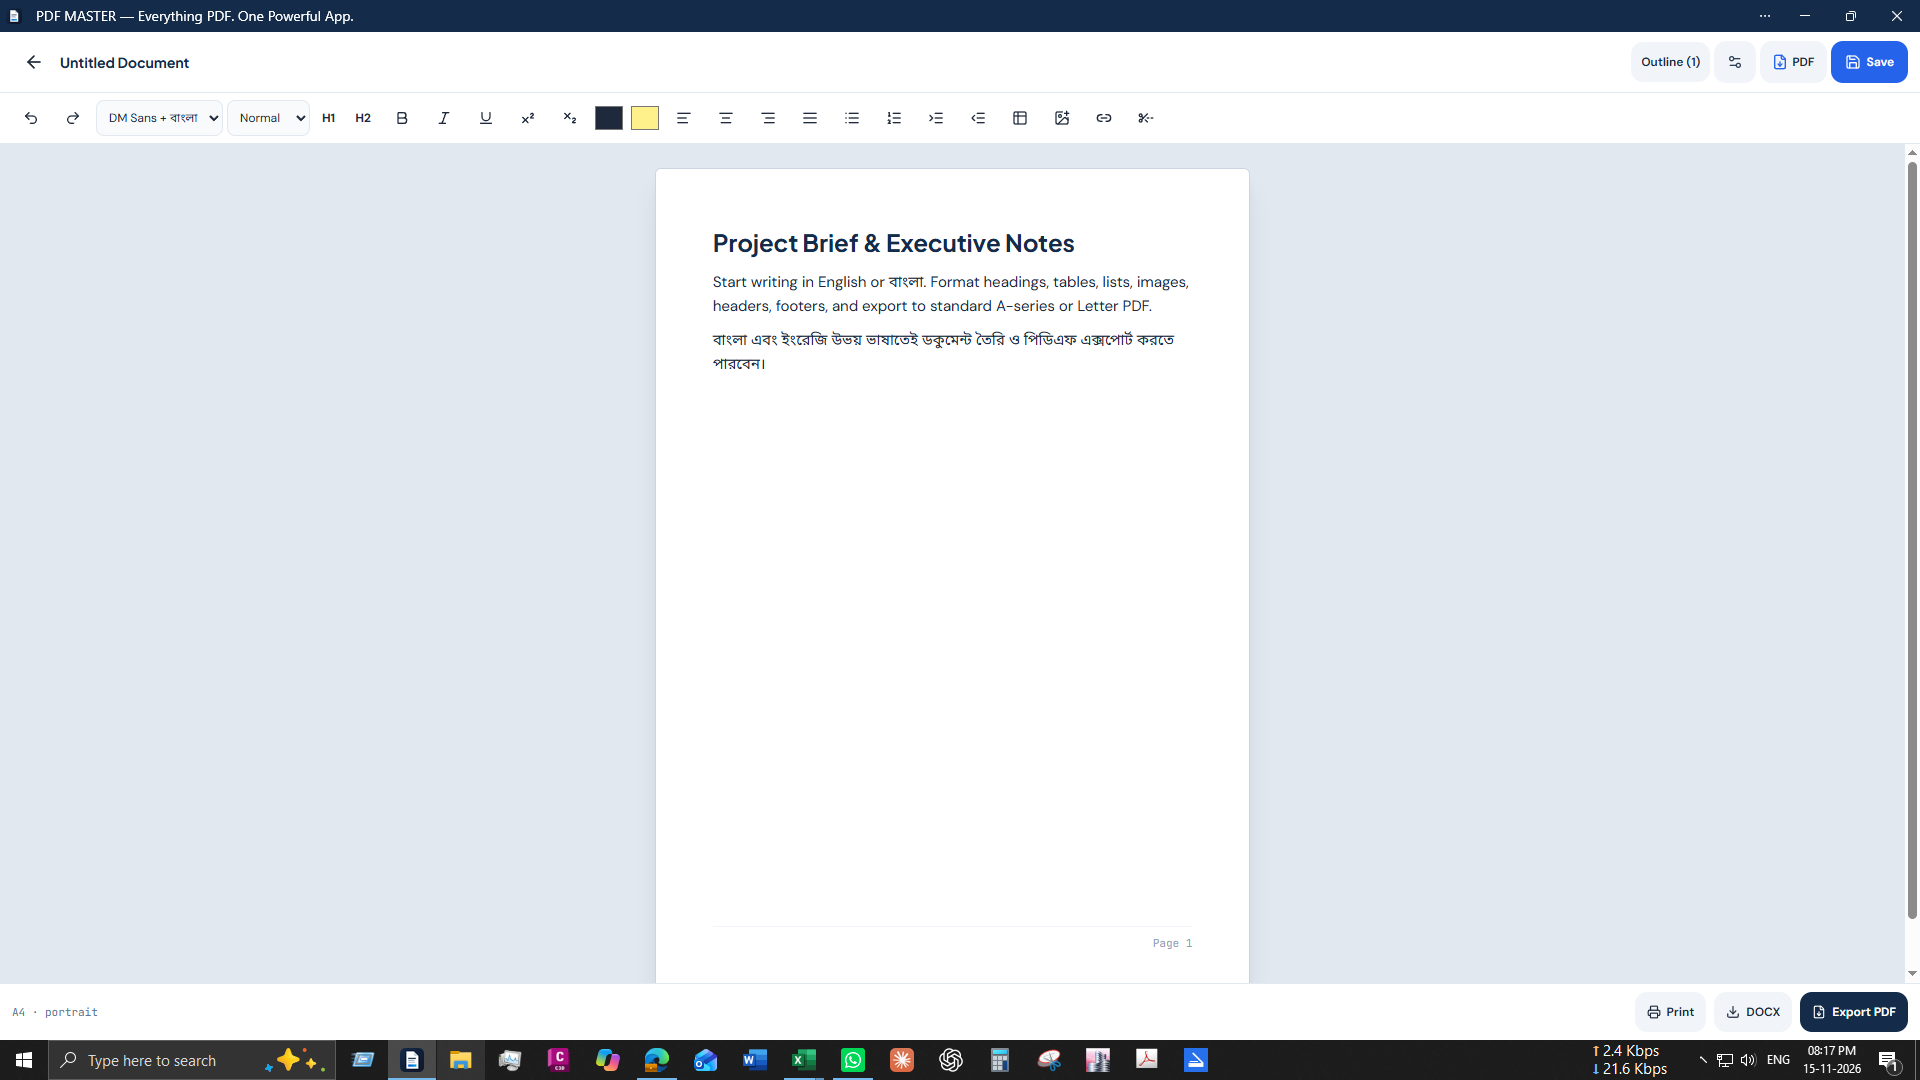 PDF MASTER — Everything PDF. One Powerful App.
Untitled Document
Outline (1)
PDF
Save
DM Sans + বাংলা
Normal
H1
H2
B
I
U
x²
x₂
Project Brief & Executive Notes
Start writing in English or বাংলা. Format headings, tables, lists, images,
headers, footers, and export to standard A-series or Letter PDF.
বাংলা এবং ইংরেজি উভয় ভাষাতেই ডকুমেন্ট তৈরি ও পিডিএফ এক্সপোর্ট করতে
পারবেন।
Page 1
A4 · portrait
Print
DOCX
Export PDF
Type here to search
↑ 2.4 Kbps
↓ 21.6 Kbps
ENG
08:17 PM
15-11-2026
1